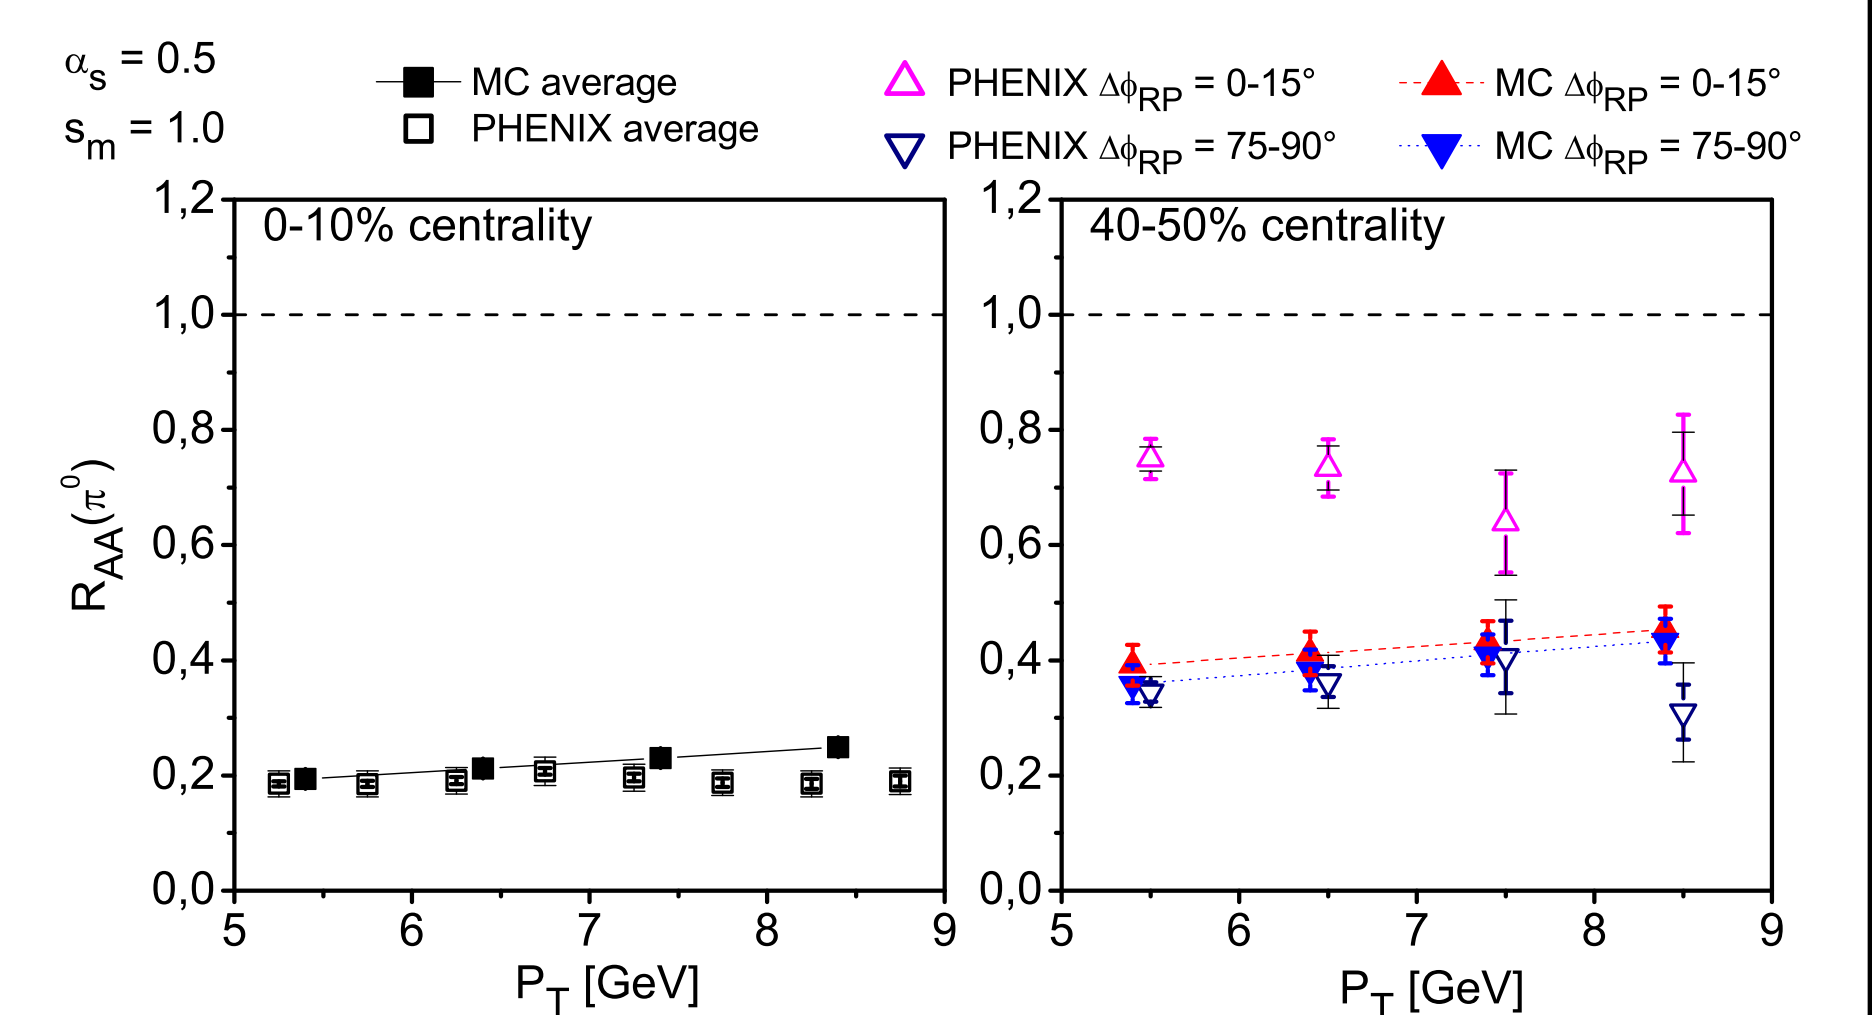 αs = 0.5
sm = 1.0
MC average
PHENIX average
PHENIX ΔϕRP = 0-15°
PHENIX ΔϕRP = 75-90°
MC ΔϕRP = 0-15°
MC ΔϕRP = 75-90°
0-10% centrality
1,2
1,0
0,8
0,6
0,4
0,2
0,0
RAA(π0)
5 6 7 8 9
PT [GeV]
40-50% centrality
1,2
1,0
0,8
0,6
0,4
0,2
0,0
5 6 7 8 9
PT [GeV]